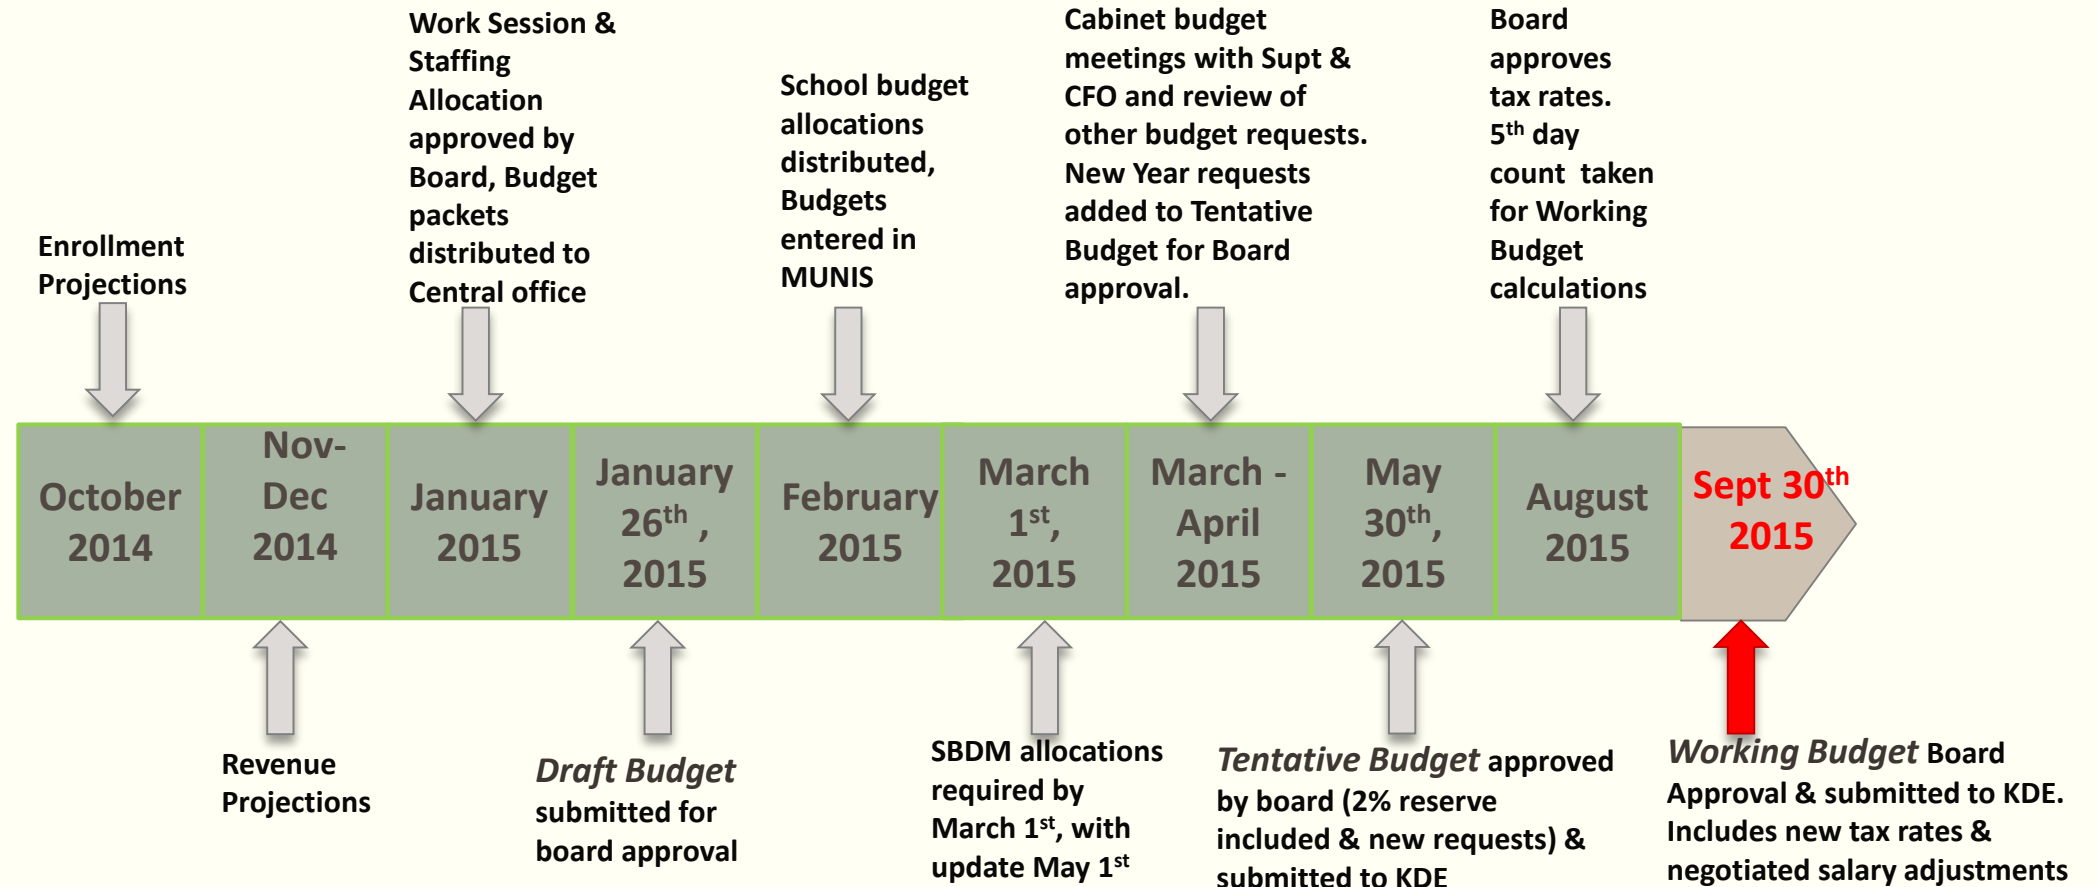 Work Session &
Staffing
Allocation
approved by
Board, Budget
packets
distributed to
Central office
Cabinet budget
meetings with Supt &
CFO and review of
other budget requests.
New Year requests
added to Tentative
Budget for Board
approval.
Board
approves
tax rates.
5th day
count taken
for Working
Budget
calculations
School budget
allocations
distributed,
Budgets
entered in
MUNIS
Enrollment
Projections
October
2014
Nov-
Dec
2014
January
2015
January
26th ,
2015
February
2015
March
1st,
2015
March -
April
2015
May
30th,
2015
August
2015
Sept 30th
2015
Revenue
Projections
Draft Budget
submitted for
board approval
SBDM allocations
required by
March 1st, with
update May 1st
Tentative Budget approved
by board (2% reserve
included & new requests) &
submitted to KDE
Working Budget Board
Approval & submitted to KDE.
Includes new tax rates &
negotiated salary adjustments